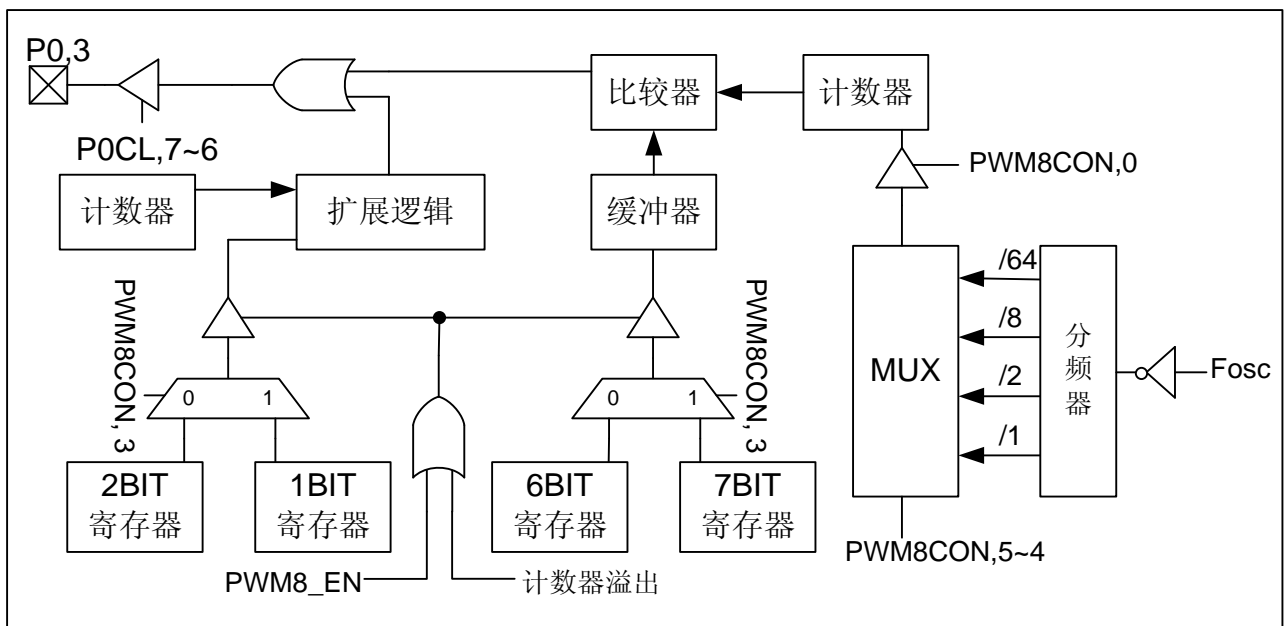 P0,3
P0CL,7~6
比较器
计数器
PWM8CON,0
计数器
扩展逻辑
缓冲器
PWM8CON, 3
0
1
2BIT
寄存器
1BIT
寄存器
PWM8_EN
计数器溢出
PWM8CON, 3
0
1
6BIT
寄存器
7BIT
寄存器
MUX
/64
/8
/2
/1
分
频
器
Fosc
PWM8CON,5~4